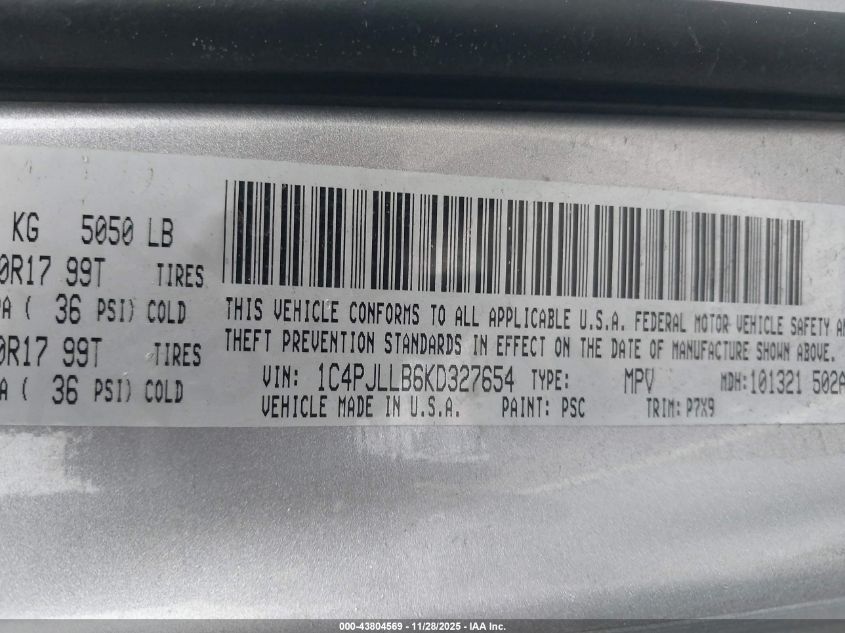 KG 5050 LB
0R17 99T TIRES
PA ( 36 PSI) COLD
0R17 99T TIRES
A ( 36 PSI) COLD
THIS VEHICLE CONFORMS TO ALL APPLICABLE U.S.A. FEDERAL MOTOR VEHICLE SAFETY AN
THEFT PREVENTION STANDARDS IN EFFECT ON THE DATE OF MANUFACTURE SHOWN ABOVE.
VIN: 1C4PJLLB6KD327654 TYPE: MPV MDH: 101321 502A
VEHICLE MADE IN U.S.A. PAINT: PSC TRIM: P7X9
000-43804569 — 11/28/2025 — IAA Inc.